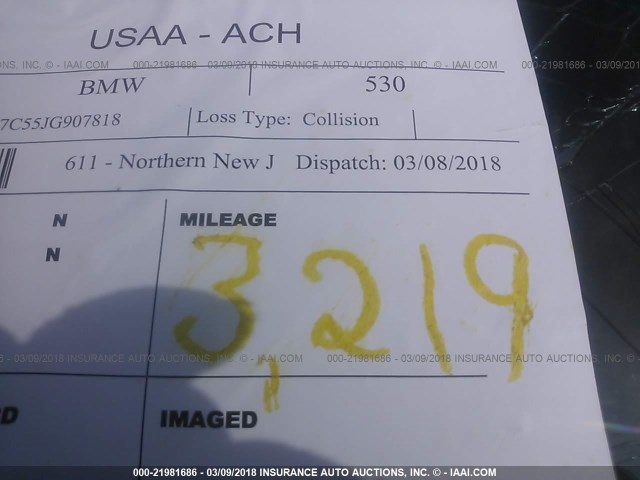 USAA - ACH
INC. © - IAAI.COM 000-21981686 - 03/09/2018 INSURANCE AUTO AUCTIONS, INC. © - IAAI.COM 000-21981686 - 03/09/2018
BMW 530
7C55JG907818 Loss Type: Collision
611 - Northern New J Dispatch: 03/08/2018
N MILEAGE
N
3,219
03/09/2018 INSURANCE AUTO AUCTIONS, INC. © - IAAI.COM 000-21981686 - 03/09/2018 INSURANCE AUTO AUCTIONS, INC. © - IAAI.COM
IMAGED
000-21981686 - 03/09/2018 INSURANCE AUTO AUCTIONS, INC. © - IAAI.COM